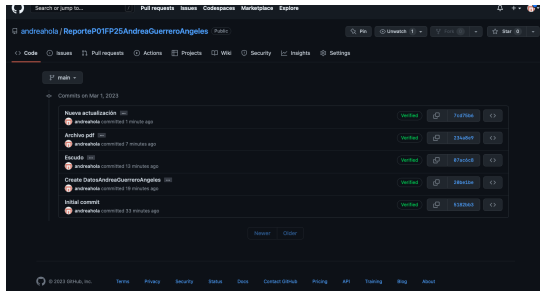 Search or jump to...
Pull requests Issues Codespaces Marketplace Explore
andreahola / ReporteP01FP25AndreaGuerreroAngeles Public
Pin Unwatch 1 Fork 0 Star 0
Code Issues Pull requests Actions Projects Wiki Security Insights Settings
main
Commits on Mar 1, 2023
Nueva actualización
andreahola committed 1 minute ago
Verified
Archivo pdf
andreahola committed 7 minutes ago
Verified
Escudo
andreahola committed 12 minutes ago
Verified
Create DatosAndreaGuerreroAngeles
andreahola committed 19 minutes ago
Verified
Initial commit
andreahola committed 33 minutes ago
Verified
Newer Older
© 2023 GitHub, Inc. Terms Privacy Security Status Docs Contact GitHub Pricing API Training Blog About